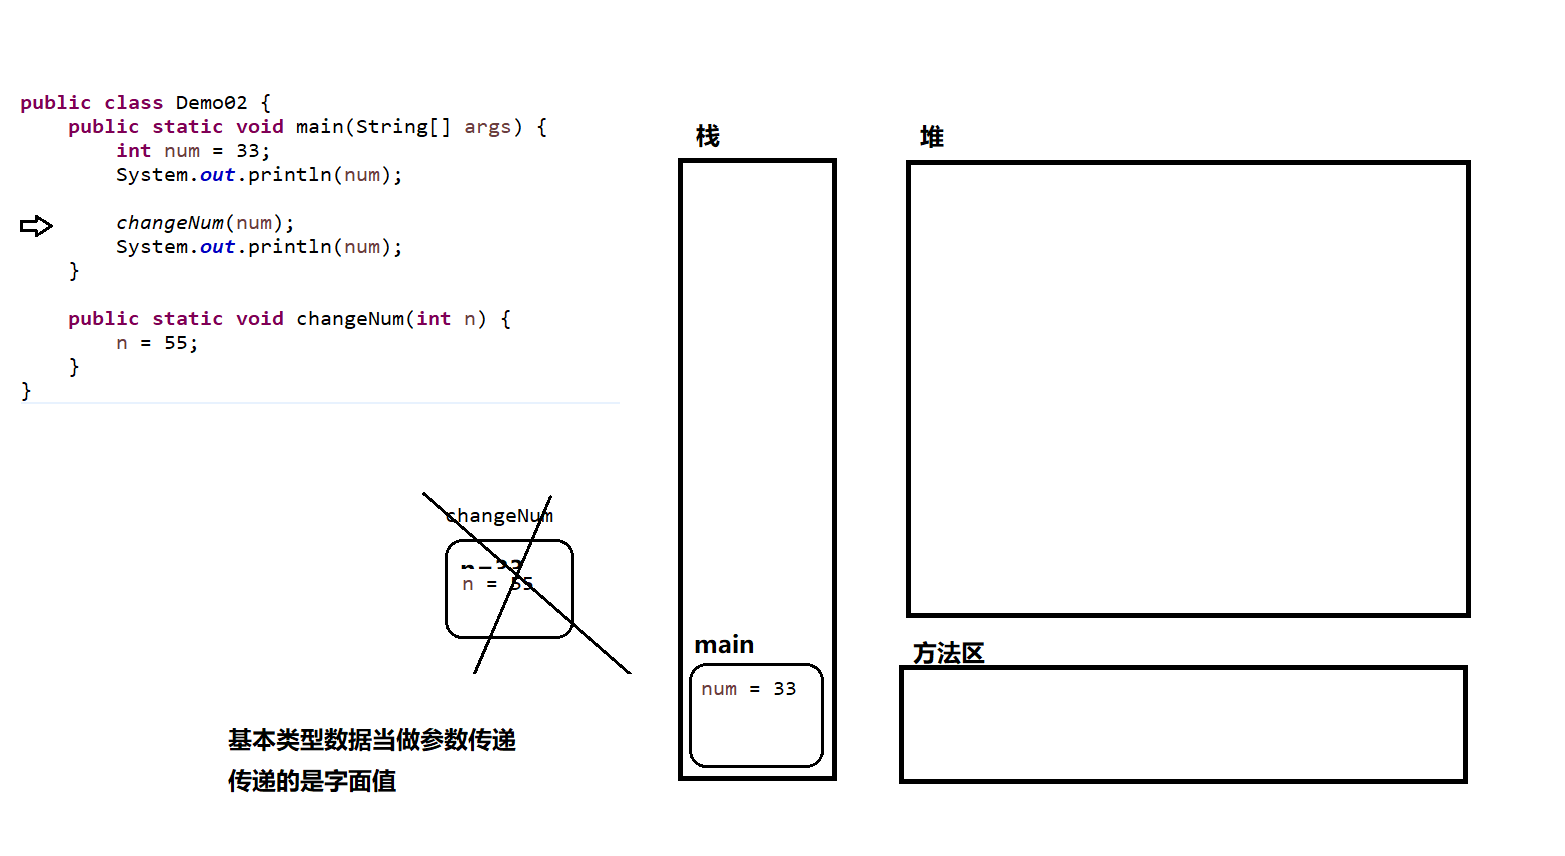 public class Demo02 {
    public static void main(String[] args) {
        int num = 33;
        System.out.println(num);
        changeNum(num);
        System.out.println(num);
    }
    public static void changeNum(int n) {
        n = 55;
    }
}
changeNum
n = 55
基本类型数据当做参数传递
传递的是字面值
栈
main
num = 33
堆
方法区